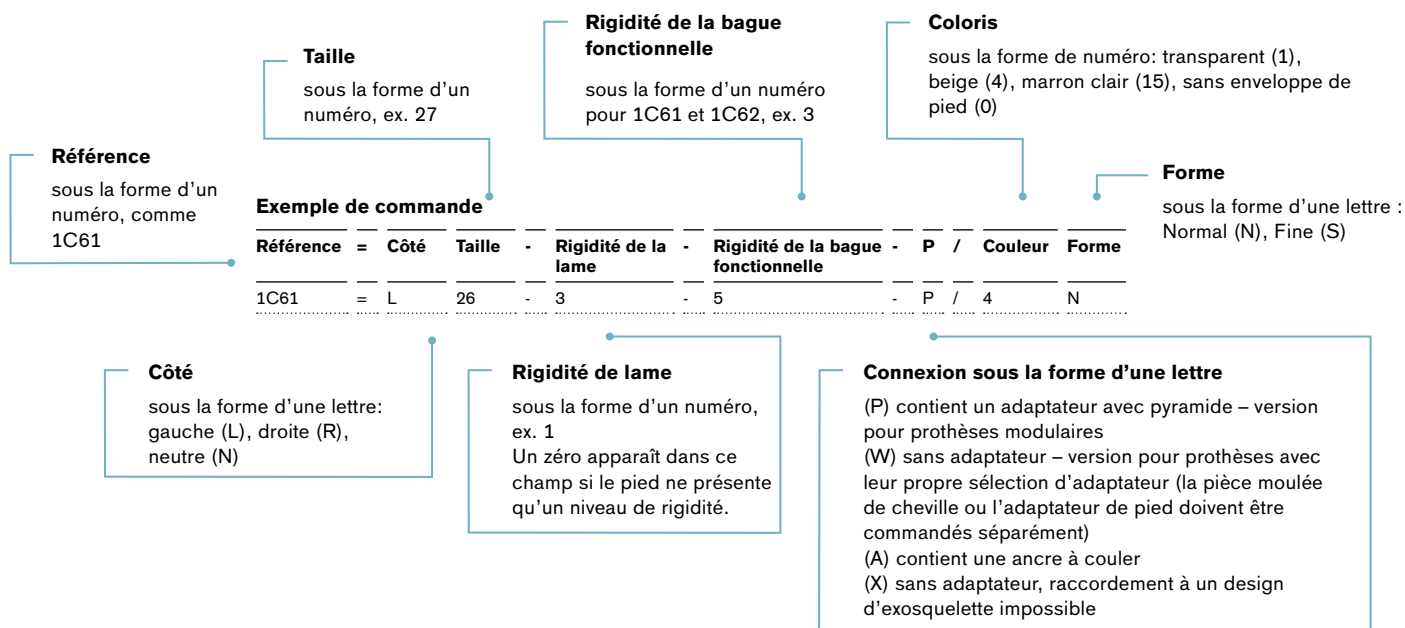 Référence
sous la forme d'un
numéro, comme
1C61
Taille
sous la forme d'un
numéro, ex. 27
Rigidité de la bague
fonctionnelle
sous la forme d'un numéro
pour 1C61 et 1C62, ex. 3
Coloris
sous la forme de numéro: transparent (1),
beige (4), marron clair (15), sans enveloppe de
pied (0)
Forme
sous la forme d'une lettre :
Normal (N), Fine (S)
Exemple de commande
Référence = Côté Taille - Rigidité de la - Rigidité de la bague - P / Couleur Forme
lame fonctionnelle
1C61 = L 26 - 3 - 5 - P / 4 N
Côté
sous la forme d'une lettre:
gauche (L), droite (R),
neutre (N)
Rigidité de lame
sous la forme d'un numéro,
ex. 1
Un zéro apparaît dans ce
champ si le pied ne présente
qu'un niveau de rigidité.
Connexion sous la forme d'une lettre
(P) contient un adaptateur avec pyramide – version
pour prothèses modulaires
(W) sans adaptateur – version pour prothèses avec
leur propre sélection d'adaptateur (la pièce moulée
de cheville ou l'adaptateur de pied doivent être
commandés séparément)
(A) contient une ancre à couler
(X) sans adaptateur, raccordement à un design
d'exosquelette impossible